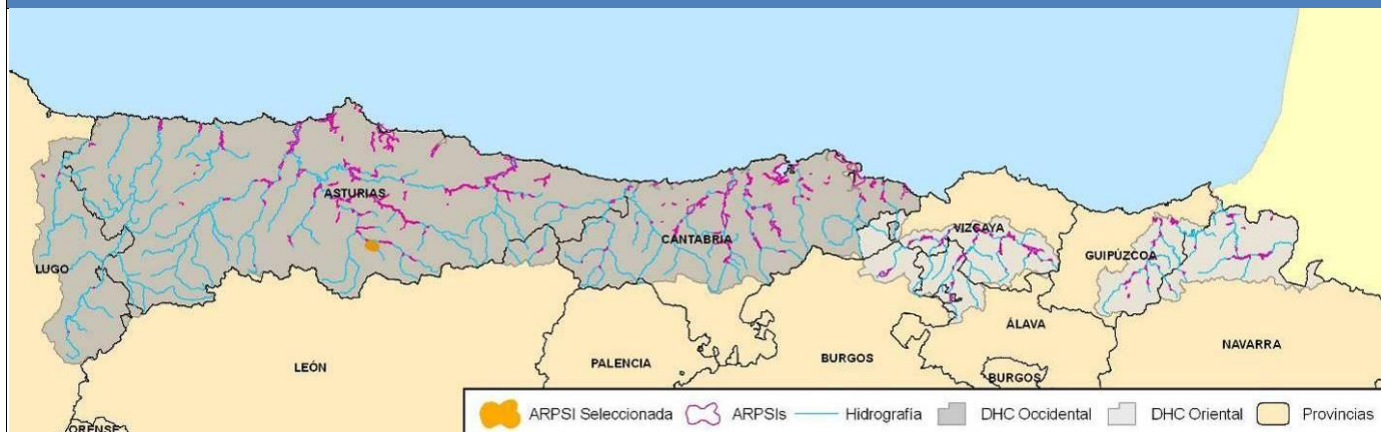 ASTURIAS
LUGO
CANTABRIA
VIZCAYA
GUIPÚZCOA
ÁLAVA
NAVARRA
LEÓN
PALENCIA
BURGOS
BURGOS
ORENSE
ARPSI Seleccionada
ARPSIs
Hidrografía
DHC Occidental
DHC Oriental
Provincias